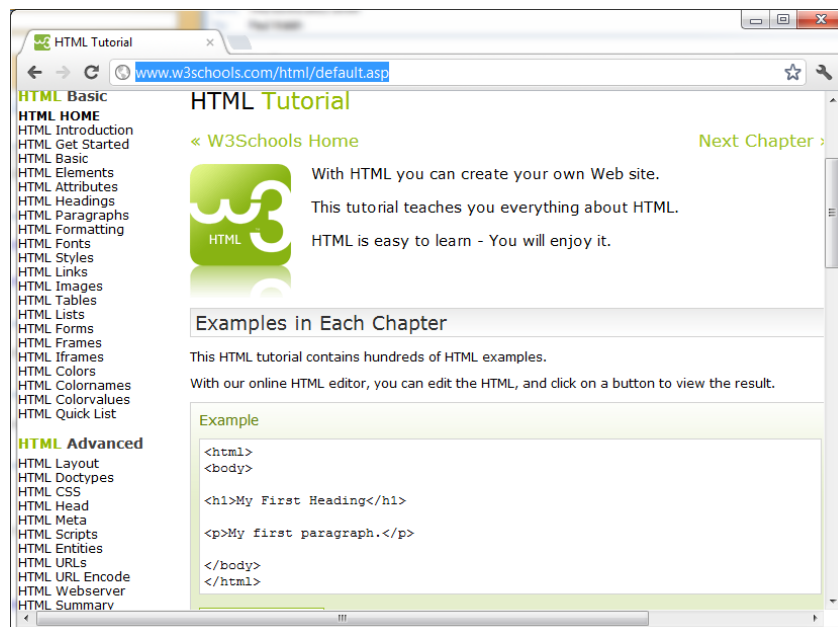 HTML Tutorial
www.w3schools.com/html/default.asp
HTML Basic
HTML HOME
HTML Introduction
HTML Get Started
HTML Basic
HTML Elements
HTML Attributes
HTML Headings
HTML Paragraphs
HTML Formatting
HTML Fonts
HTML Styles
HTML Links
HTML Images
HTML Tables
HTML Lists
HTML Forms
HTML Frames
HTML Iframes
HTML Colors
HTML Colornames
HTML Colorvalues
HTML Quick List
HTML Advanced
HTML Layout
HTML Doctypes
HTML CSS
HTML Head
HTML Meta
HTML Scripts
HTML Entities
HTML URLs
HTML URL Encode
HTML Webserver
HTML Summary
HTML Tutorial
« W3Schools Home
Next Chapter »
w3
HTML
With HTML you can create your own Web site.
This tutorial teaches you everything about HTML.
HTML is easy to learn - You will enjoy it.
Examples in Each Chapter
This HTML tutorial contains hundreds of HTML examples.
With our online HTML editor, you can edit the HTML, and click on a button to view the result.
Example
<html>
<body>
<h1>My First Heading</h1>
<p>My first paragraph.</p>
</body>
</html>